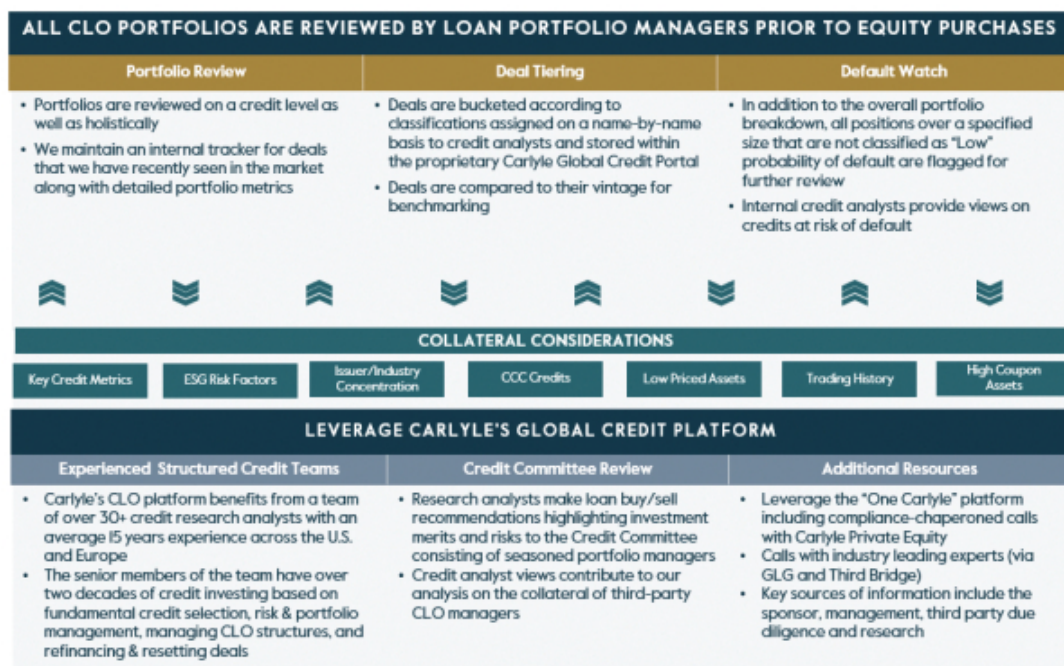 ALL CLO PORTFOLIOS ARE REVIEWED BY LOAN PORTFOLIO MANAGERS PRIOR TO EQUITY PURCHASES
Portfolio Review
• Portfolios are reviewed on a credit level as
well as holistically
• We maintain an internal tracker for deals
that we have recently seen in the market
along with detailed portfolio metrics
Deal Tiering
• Deals are bucketed according to
classifications assigned on a name-by-name
basis to credit analysts and stored within
the proprietary Carlyle Global Credit Portal
• Deals are compared to their vintage for
benchmarking
Default Watch
• In addition to the overall portfolio
breakdown, all positions over a specified
size that are not classified as "Low"
probability of default are flagged for
further review
• Internal credit analysts provide views on
credits at risk of default
COLLATERAL CONSIDERATIONS
Key Credit Metrics
ESG Risk Factors
Issuer/Industry
Concentration
CCC Credits
Low Priced Assets
Trading History
High Coupon
Assets
LEVERAGE CARLYLE'S GLOBAL CREDIT PLATFORM
Experienced Structured Credit Teams
• Carlyle's CLO platform benefits from a team
of over 30+ credit research analysts with an
average 15 years experience across the U.S.
and Europe
• The senior members of the team have over
two decades of credit investing based on
fundamental credit selection, risk & portfolio
management, managing CLO structures, and
refinancing & resetting deals
Credit Committee Review
• Research analysts make loan buy/sell
recommendations highlighting investment
merits and risks to the Credit Committee
consisting of seasoned portfolio managers
• Credit analyst views contribute to our
analysis on the collateral of third-party
CLO managers
Additional Resources
• Leverage the "One Carlyle" platform
including compliance-chaperoned calls
with Carlyle Private Equity
• Calls with industry leading experts (via
GLG and Third Bridge)
• Key sources of information include the
sponsor, management, third party due
diligence and research